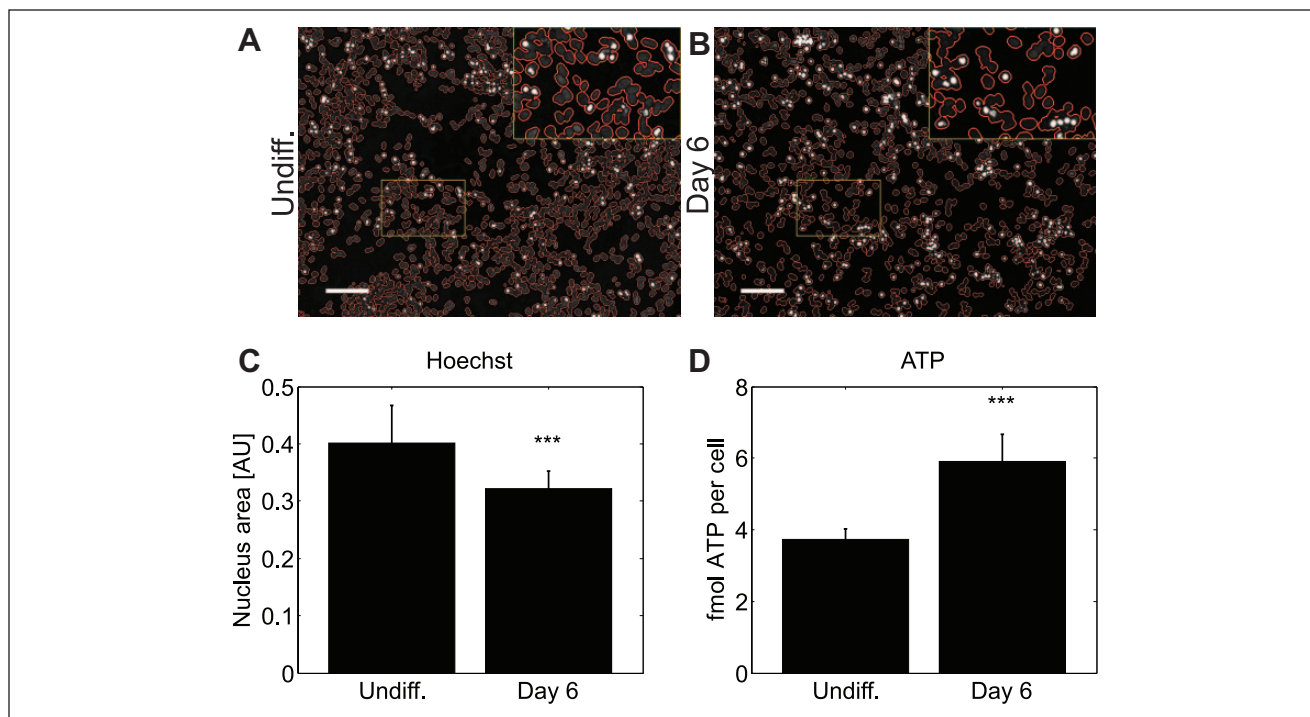 A
B
Undiff.
Day 6
C
Hoechst
D
ATP
Nucleus area [AU]
0.5
0.4
0.3
0.2
0.1
0
***
Undiff.
Day 6
fmol ATP per cell
8
6
4
2
0
***
Undiff.
Day 6